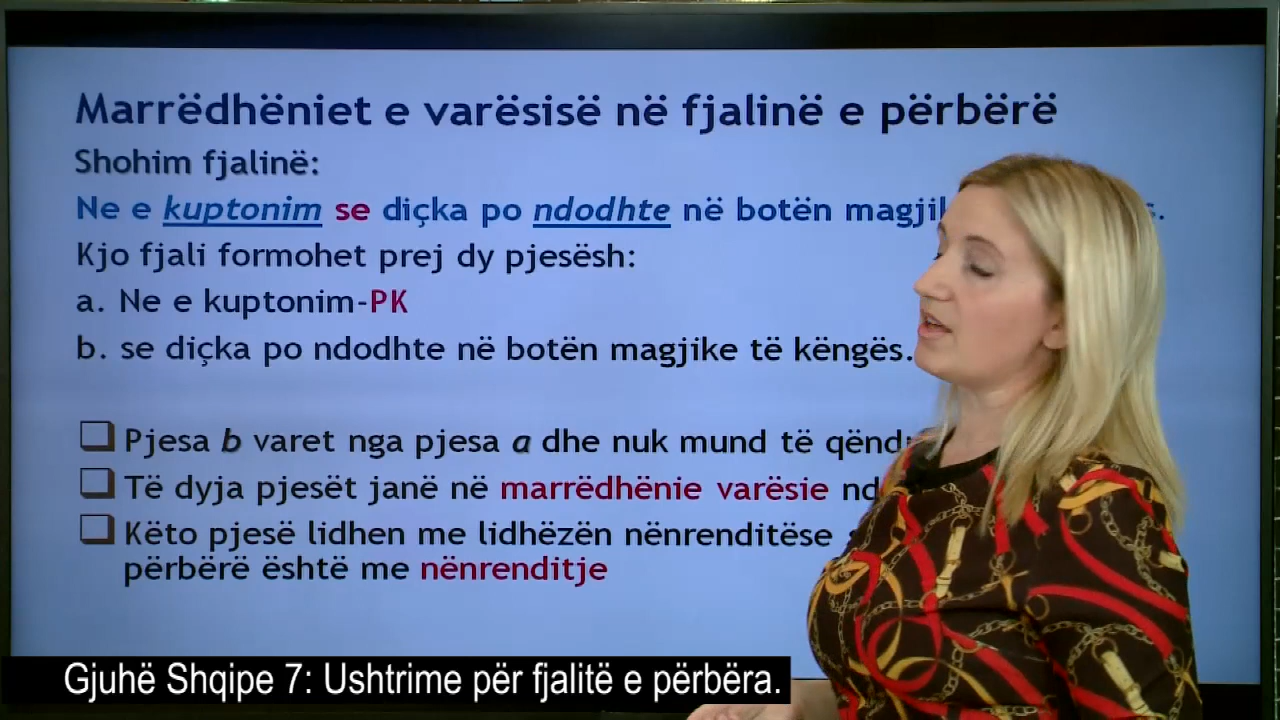 Marrëdhëniet e varësisë në fjalinë e përbërë
Shohim fjalinë:
Ne e kuptonim se diçka po ndodhte në botën
Kjo fjali formohet prej dy pjesësh:
a. Ne e kuptonim-PK
b. se diçka po ndodhte në botën magjike të këngës.
Pjesa b varet nga pjesa a dhe nuk mund të
Të dyja pjesët janë në marrëdhënie varësie
Këto pjesë lidhen me lidhëzën nënrenditëse
përbërë është me nënrenditje
Gjuhë Shqipe 7: Ushtrime për fjalitë e përbëra.